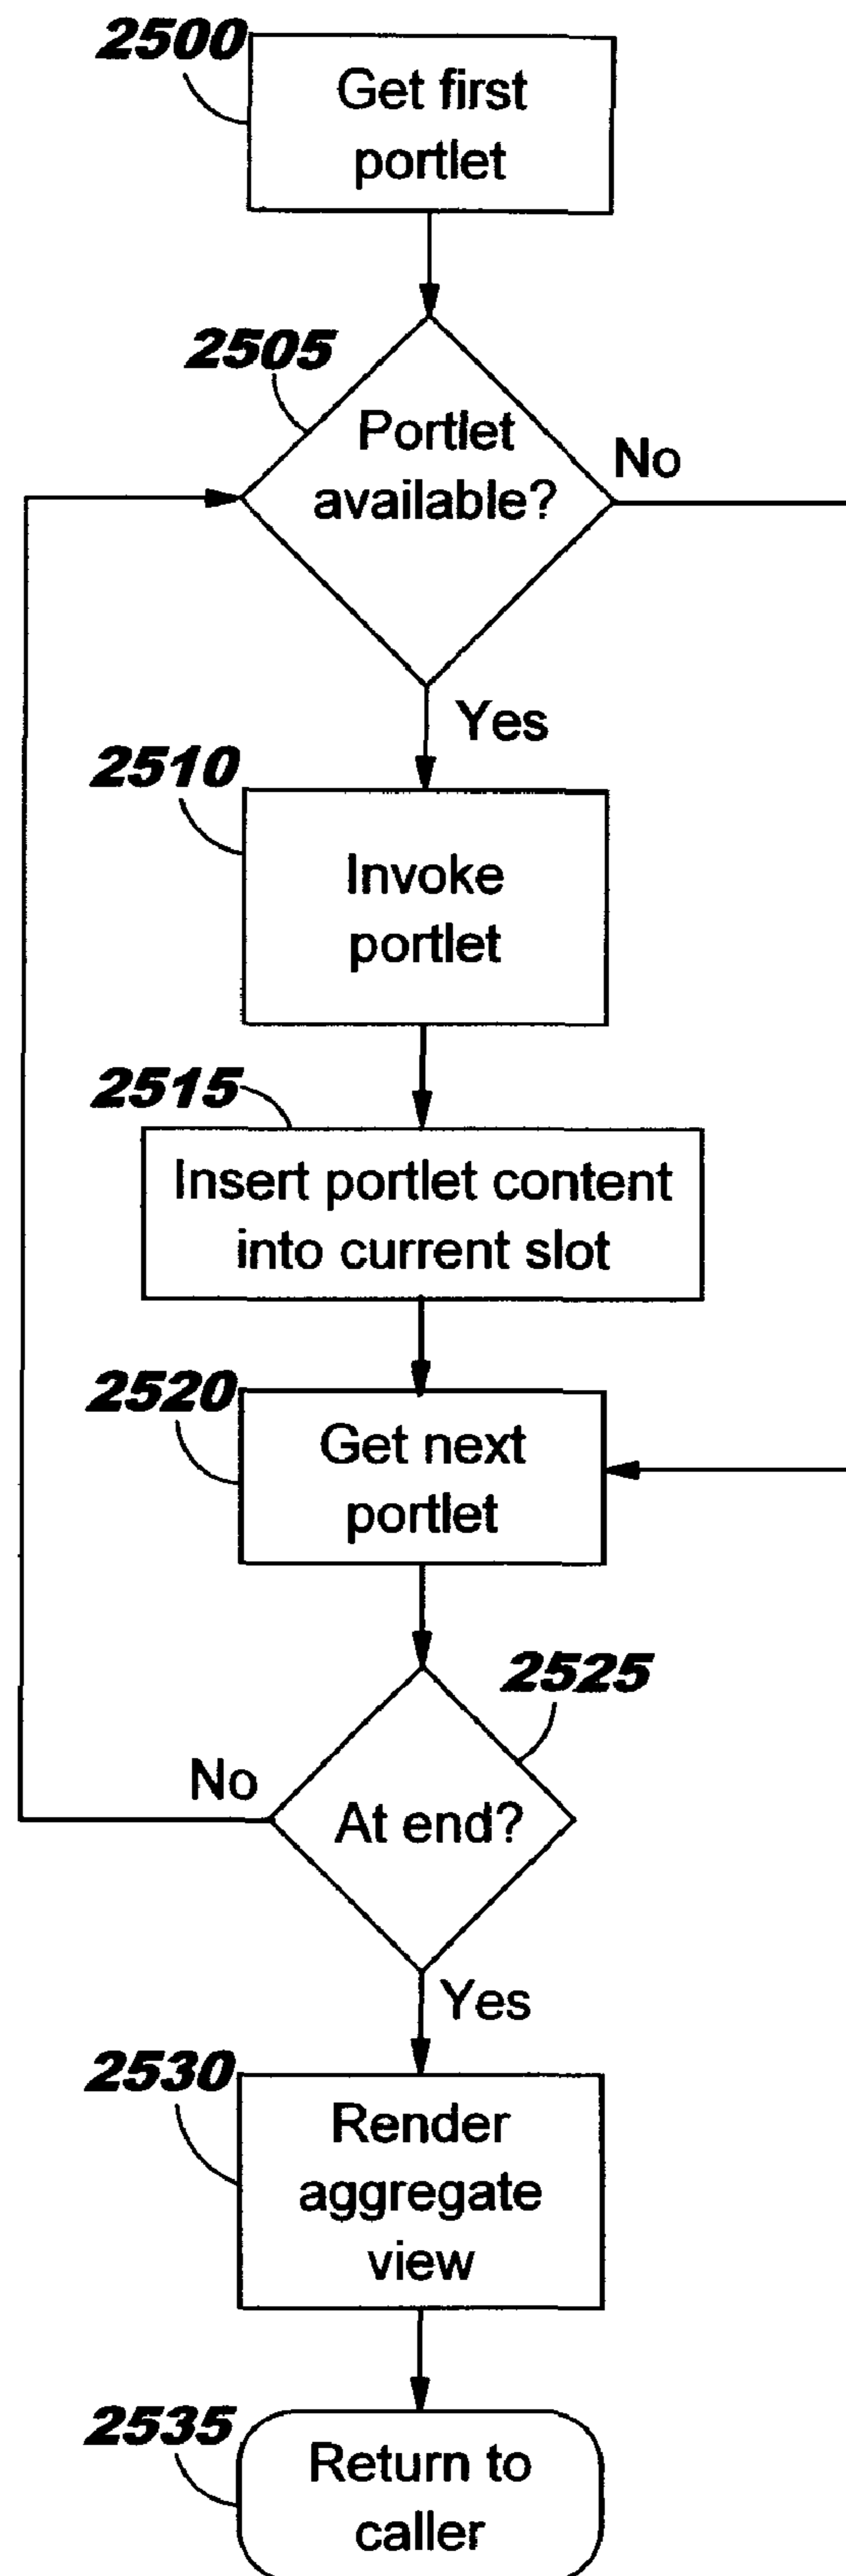 2500
Get first
portlet
2505
Portlet
available?
No
Yes
2510
Invoke
portlet
2515
Insert portlet content
into current slot
2520
Get next
portlet
2525
No
At end?
Yes
2530
Render
aggregate
view
2535
Return to
caller